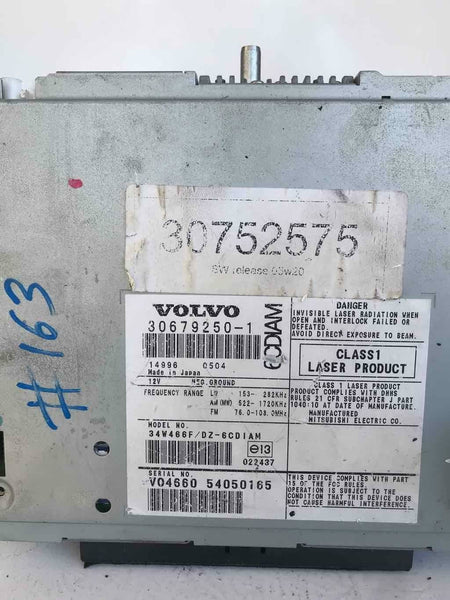 30752575
SW release 05w20
VOLVO
30679250-1
6CDIAM
14996 0504
Made in Japan
12V NEG. GROUND
FREQUENCY RANGE LW 153- 282KHz
AM (MW) 522- 1720KHz
FM 76.0-108.0MHz
MODEL NO.
34W466F/DZ-6CDIAM
e13
022437
SERIAL NO.
V04660 54050165
DANGER
INVISIBLE LASER RADIATION WHEN
OPEN AND INTERLOCK FAILED OR
DEFEATED.
AVOID DIRECT EXPOSURE TO BEAM.
CLASS1
LASER PRODUCT
CLASS 1 LASER PRODUCT
PRODUCT COMPLIES WITH DHHS
RULES 21 CFR SUBCHAPTER J PART
1040:10 AT DATE OF MANUFACTURE.
MANUFACTURED
MITSUBISHI ELECTRIC CO.
THIS DEVICE COMPLIES WITH PART
15 OF THE FCC RULES.
OPERATION IS SUBJECT TO THE
CONDITION THAT THIS DEVICE DOES
NOT CAUSE HARMFUL INTERFERENCE.
#163